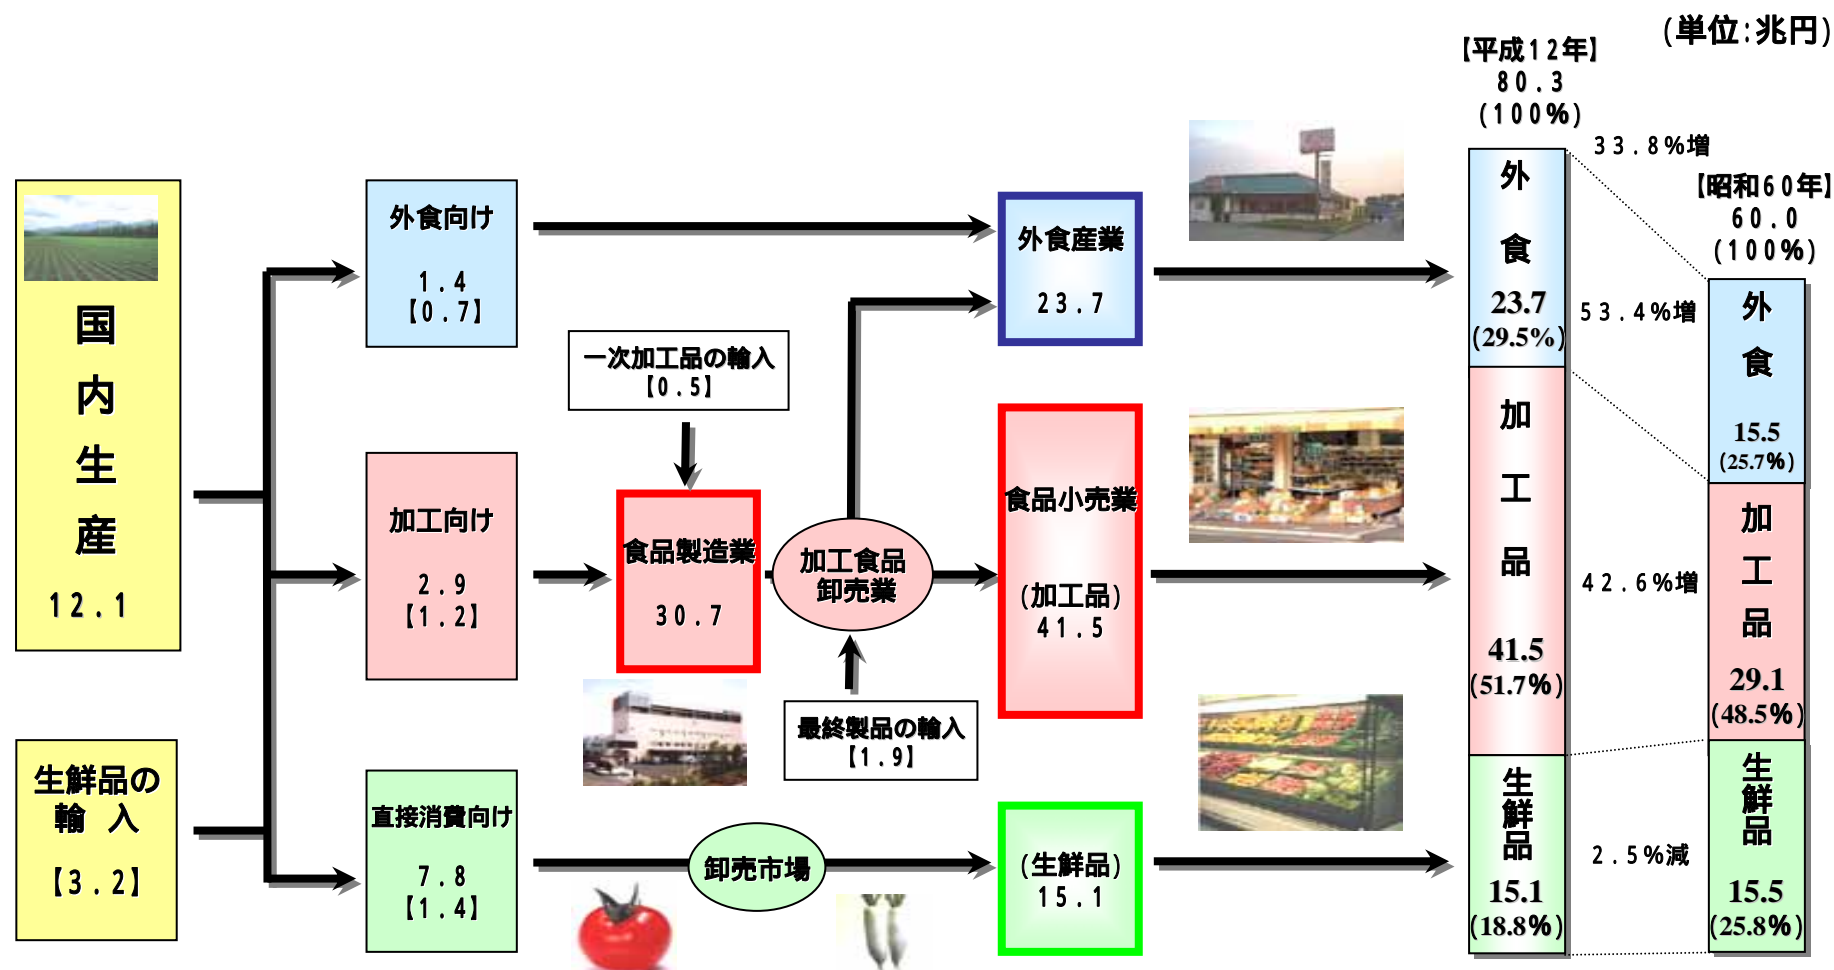 (単位:兆円)
【平成12年】
80.3
(100%)
33.8%増
【昭和60年】
60.0
(100%)
国
内
生
産
12.1
生鮮品の
輸 入
【3.2】
外食向け
1.4
【0.7】
加工向け
2.9
【1.2】
直接消費向け
7.8
【1.4】
一次加工品の輸入
【0.5】
食品製造業
30.7
加工食品
卸売業
最終製品の輸入
【1.9】
卸売市場
外食産業
23.7
食品小売業
(加工品)
41.5
(生鮮品)
15.1
外
食
23.7
(29.5%)
加
工
品
41.5
(51.7%)
生
鮮
品
15.1
(18.8%)
53.4%増
42.6%増
2.5%減
外
食
15.5
(25.7%)
加
工
品
29.1
(48.5%)
生
鮮
品
15.5
(25.8%)